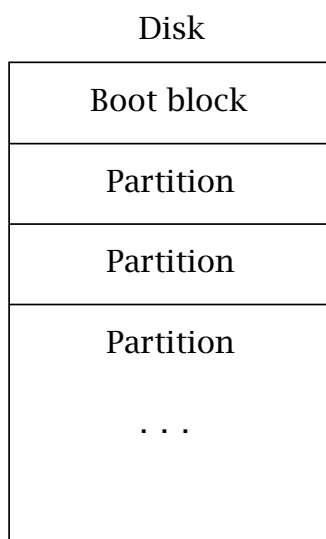 Disk
Boot block
Partition
Partition
Partition
. . .